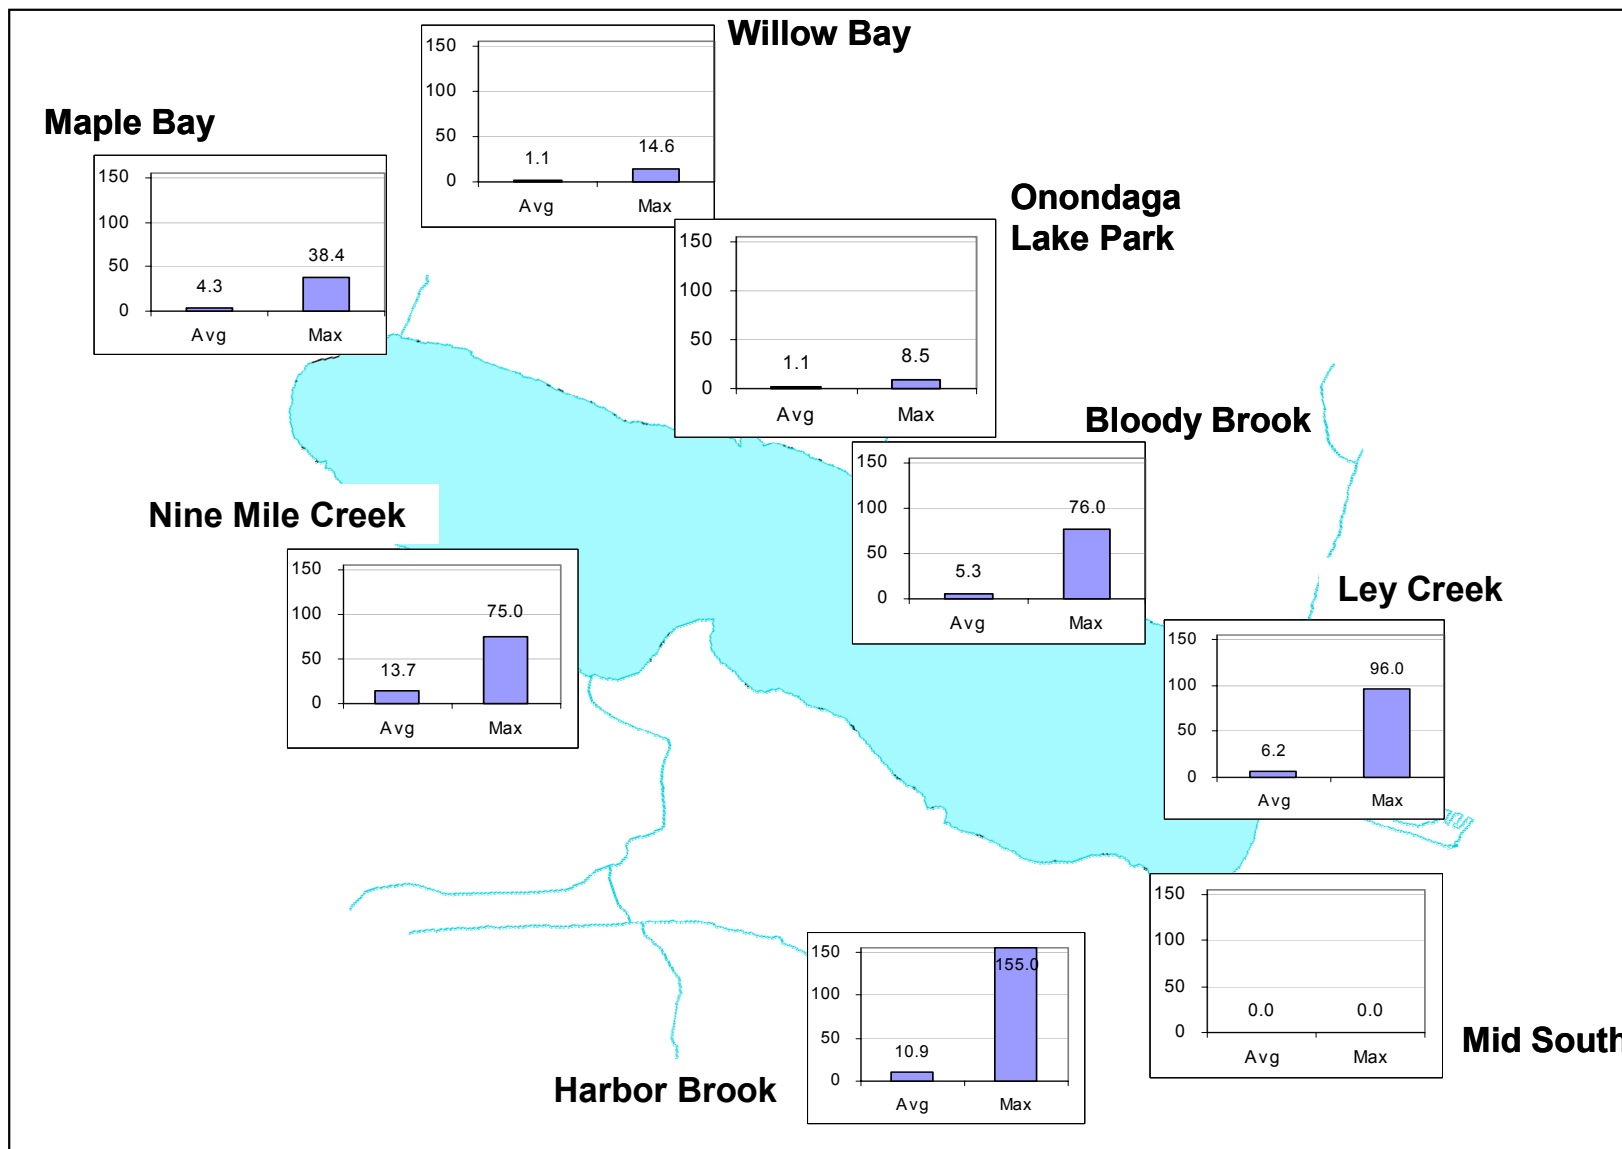 Willow Bay
150
100
50
0
1.1
14.6
Avg
Max
Maple Bay
150
100
50
0
4.3
38.4
Avg
Max
Onondaga
Lake Park
150
100
50
0
1.1
8.5
Avg
Max
Bloody Brook
150
100
50
0
5.3
76.0
Avg
Max
Nine Mile Creek
150
100
50
0
13.7
75.0
Avg
Max
Ley Creek
150
100
50
0
6.2
96.0
Avg
Max
Mid South
150
100
50
0
0.0
0.0
Avg
Max
Harbor Brook
150
100
50
0
10.9
155.0
Avg
Max